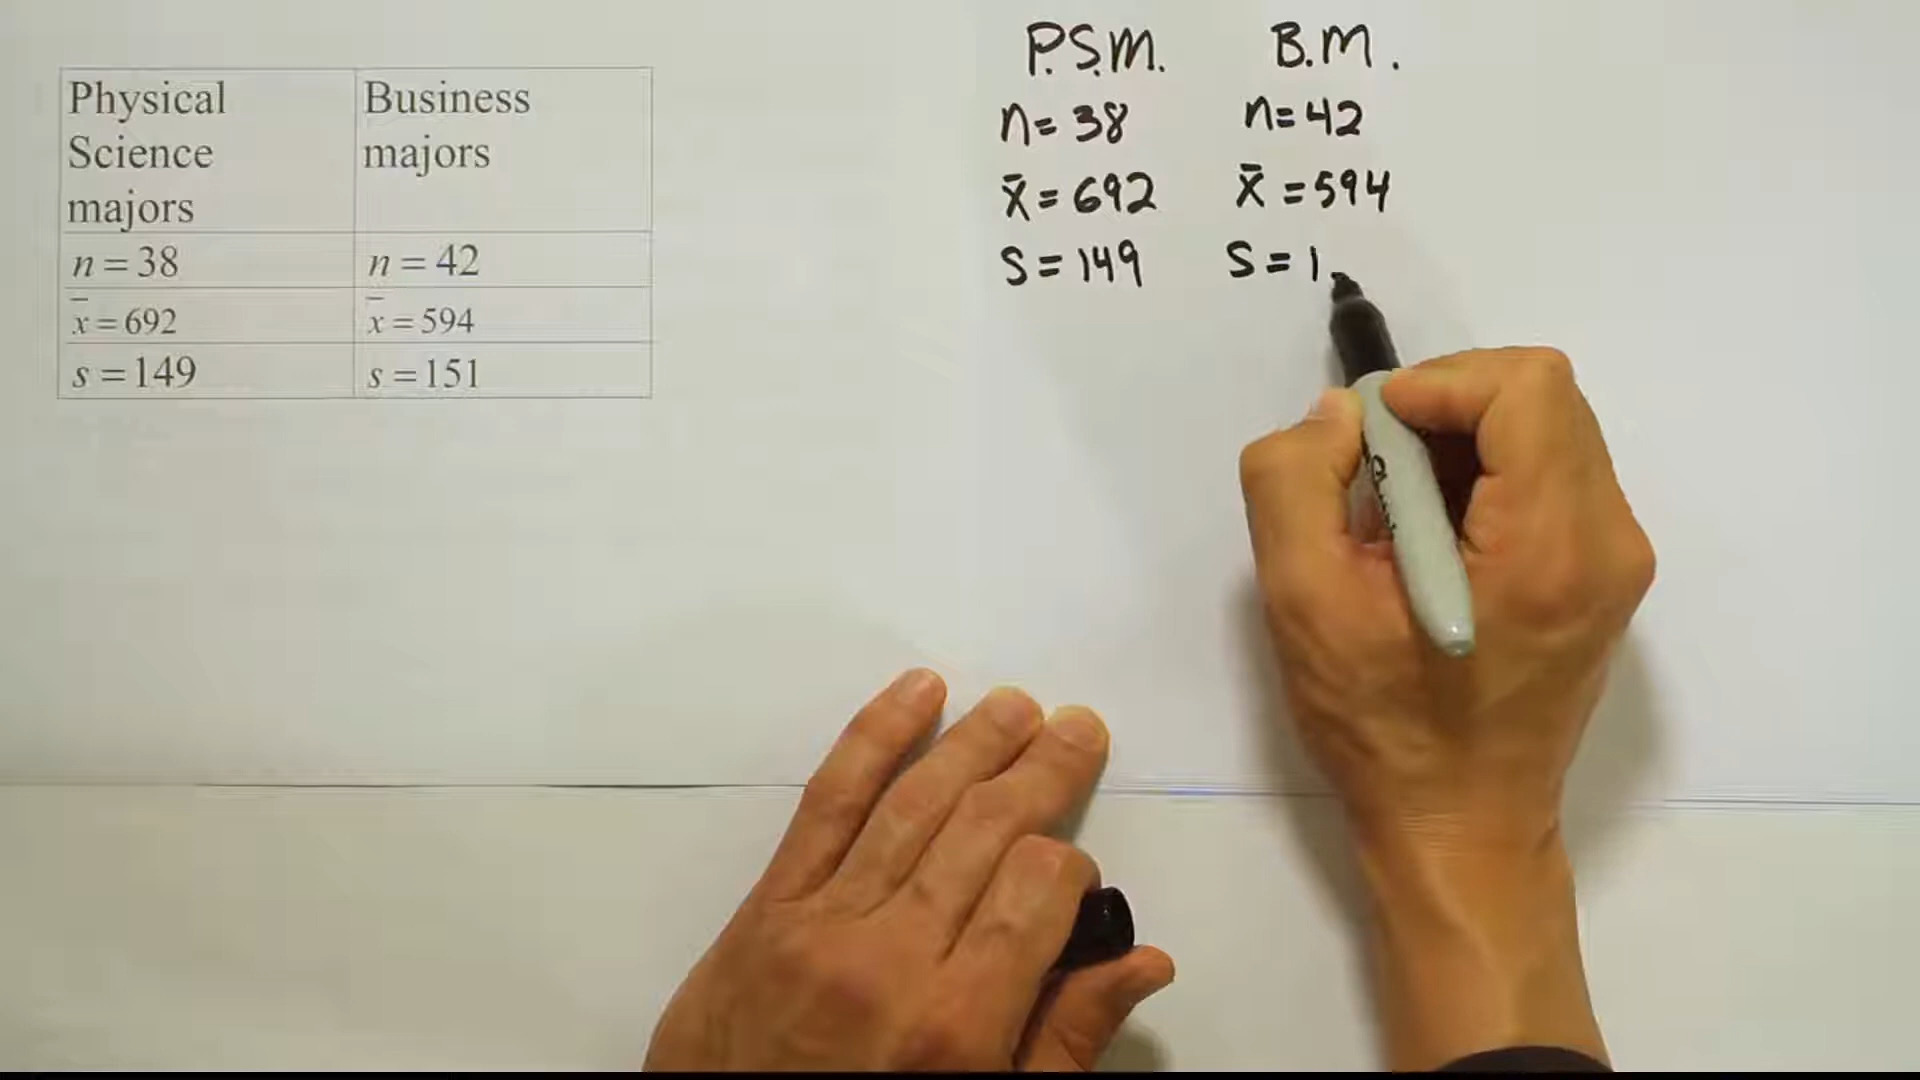 Physical
Science
majors
Business
majors
n = 38
n = 42
x̄ = 692
x̄ = 594
s = 149
s = 151
P.S.M.
B.M.
n = 38
n = 42
x̄ = 692
x̄ = 594
S = 149
S = 1